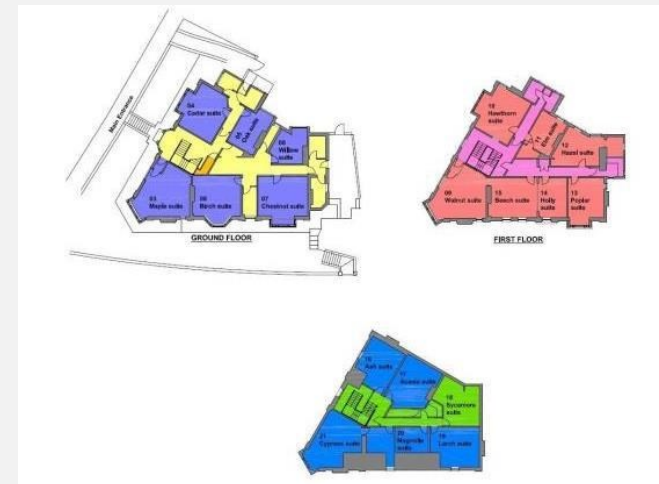 Main Entrance
04
Cedar suite
05
Oak suite
Willow
suite
03
Maple suite
Birch suite
07
Chestnut suite
GROUND FLOOR
10
Hawthorn
suite
11
Elm suite
12
Hazel suite
09
Walnut suite
15
Beech suite
14
Holly
suite
13
Poplar
suite
FIRST FLOOR
Ash suite
17
Acacia suite
18
Sycamore
suite
21
Cypress suite
20
Magnolia
suite
19
Larch suite